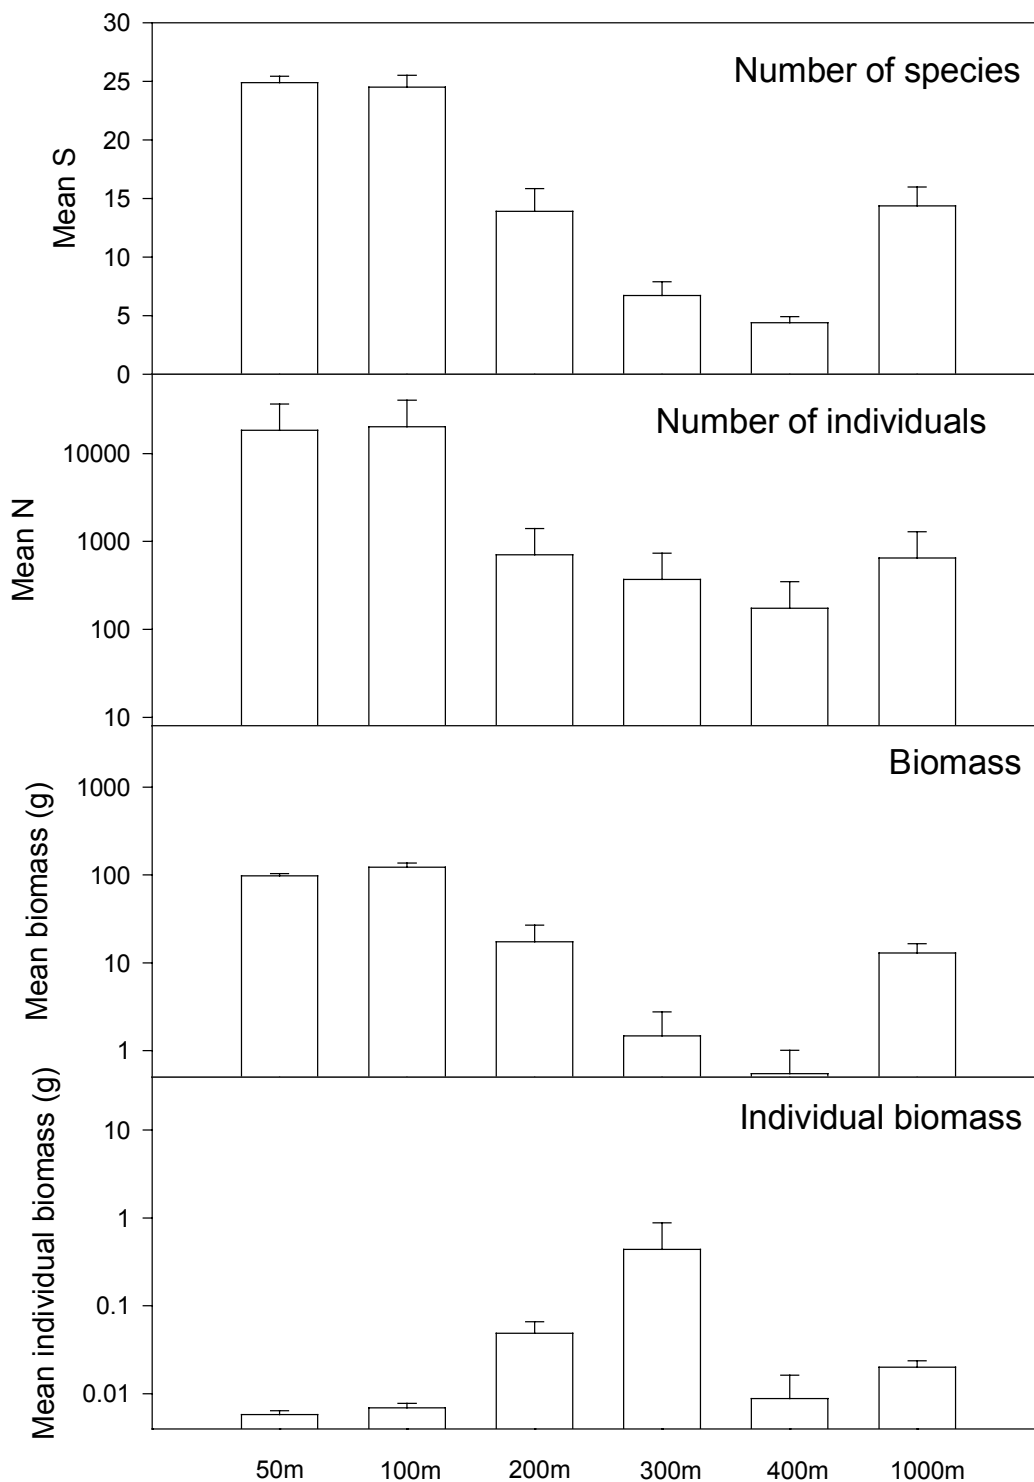 Number of species
Mean S
30
25
20
15
10
5
0
Number of individuals
Mean N
10000
1000
100
10
Biomass
Mean biomass (g)
1000
100
10
1
Individual biomass
Mean individual biomass (g)
10
1
0.1
0.01
50m 100m 200m 300m 400m 1000m